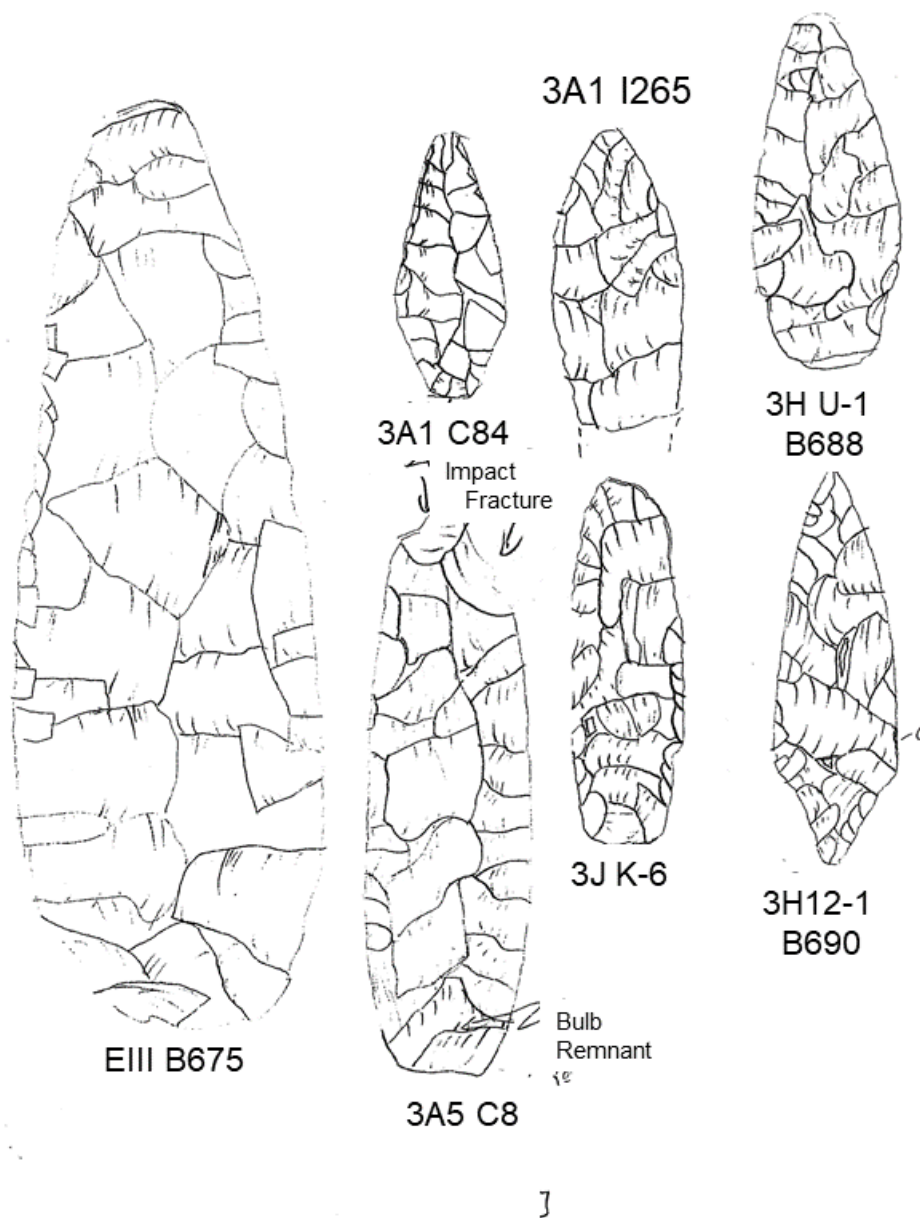 3A1 I265
3A1 C84
3H U-1
B688
Impact
Fracture
3J K-6
3H12-1
B690
EIII B675
Bulb
Remnant
3A5 C8